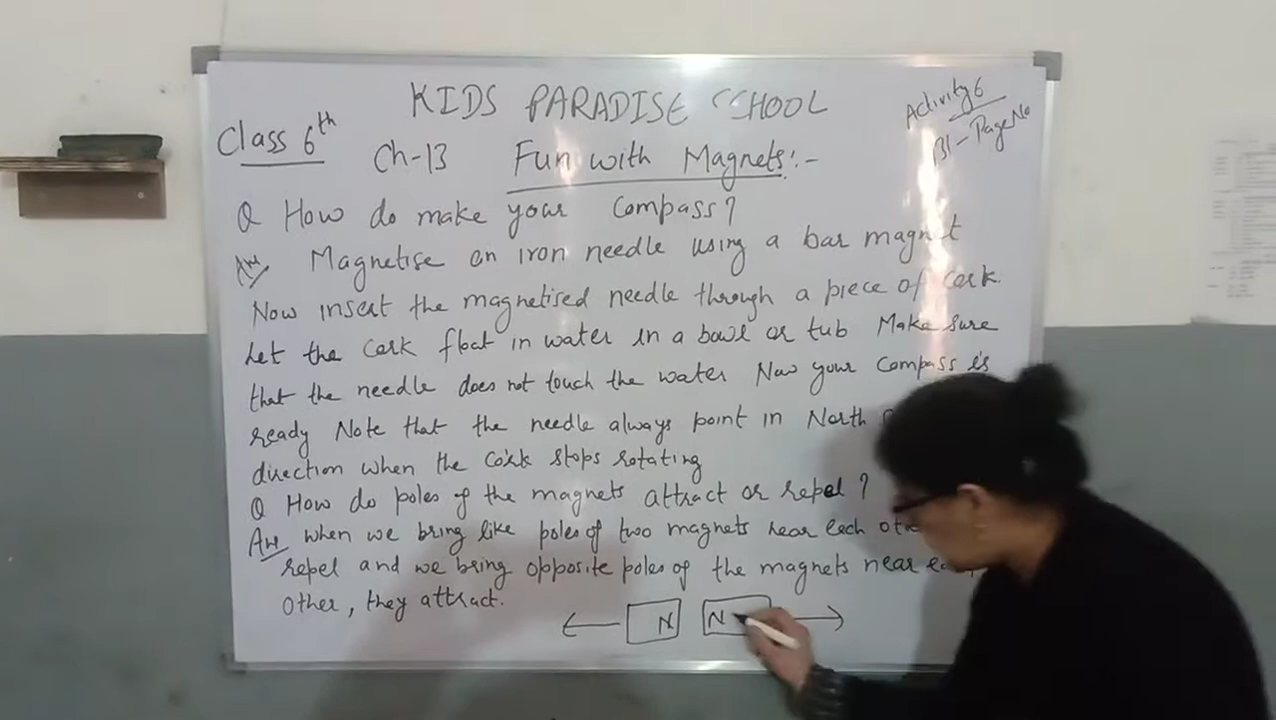 KIDS PARADISE SCHOOL
Activity 6
B1 - Page No
Class 6th
Ch-13 Fun with Magnets:-
Q How do make your Compass?
Ans Magnetise an iron needle using a bar magnet
Now insert the magnetised needle through a piece of cork.
Let the cork float in water in a bowl or tub Make sure
that the needle does not touch the water Now your compass is
ready Note that the needle always point in North
direction when the cork stops rotating
Q How do poles of the magnets attract or repel ?
Ans when we bring like poles of two magnets near each
repel and we bring opposite poles of the magnets near
other, they attract.
N N